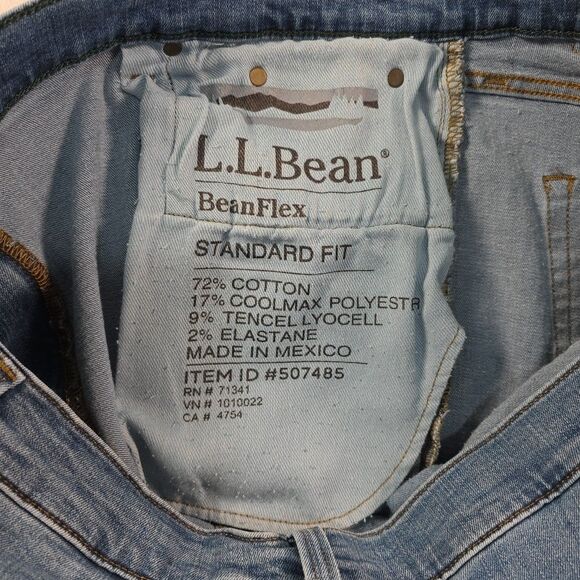 L.L.Bean®
BeanFlex
STANDARD FIT
72% COTTON
17% COOLMAX POLYESTR
9% TENCEL LYOCELL
2% ELASTANE
MADE IN MEXICO
ITEM ID #507485
RN # 71341
VN # 1010022
CA # 4754